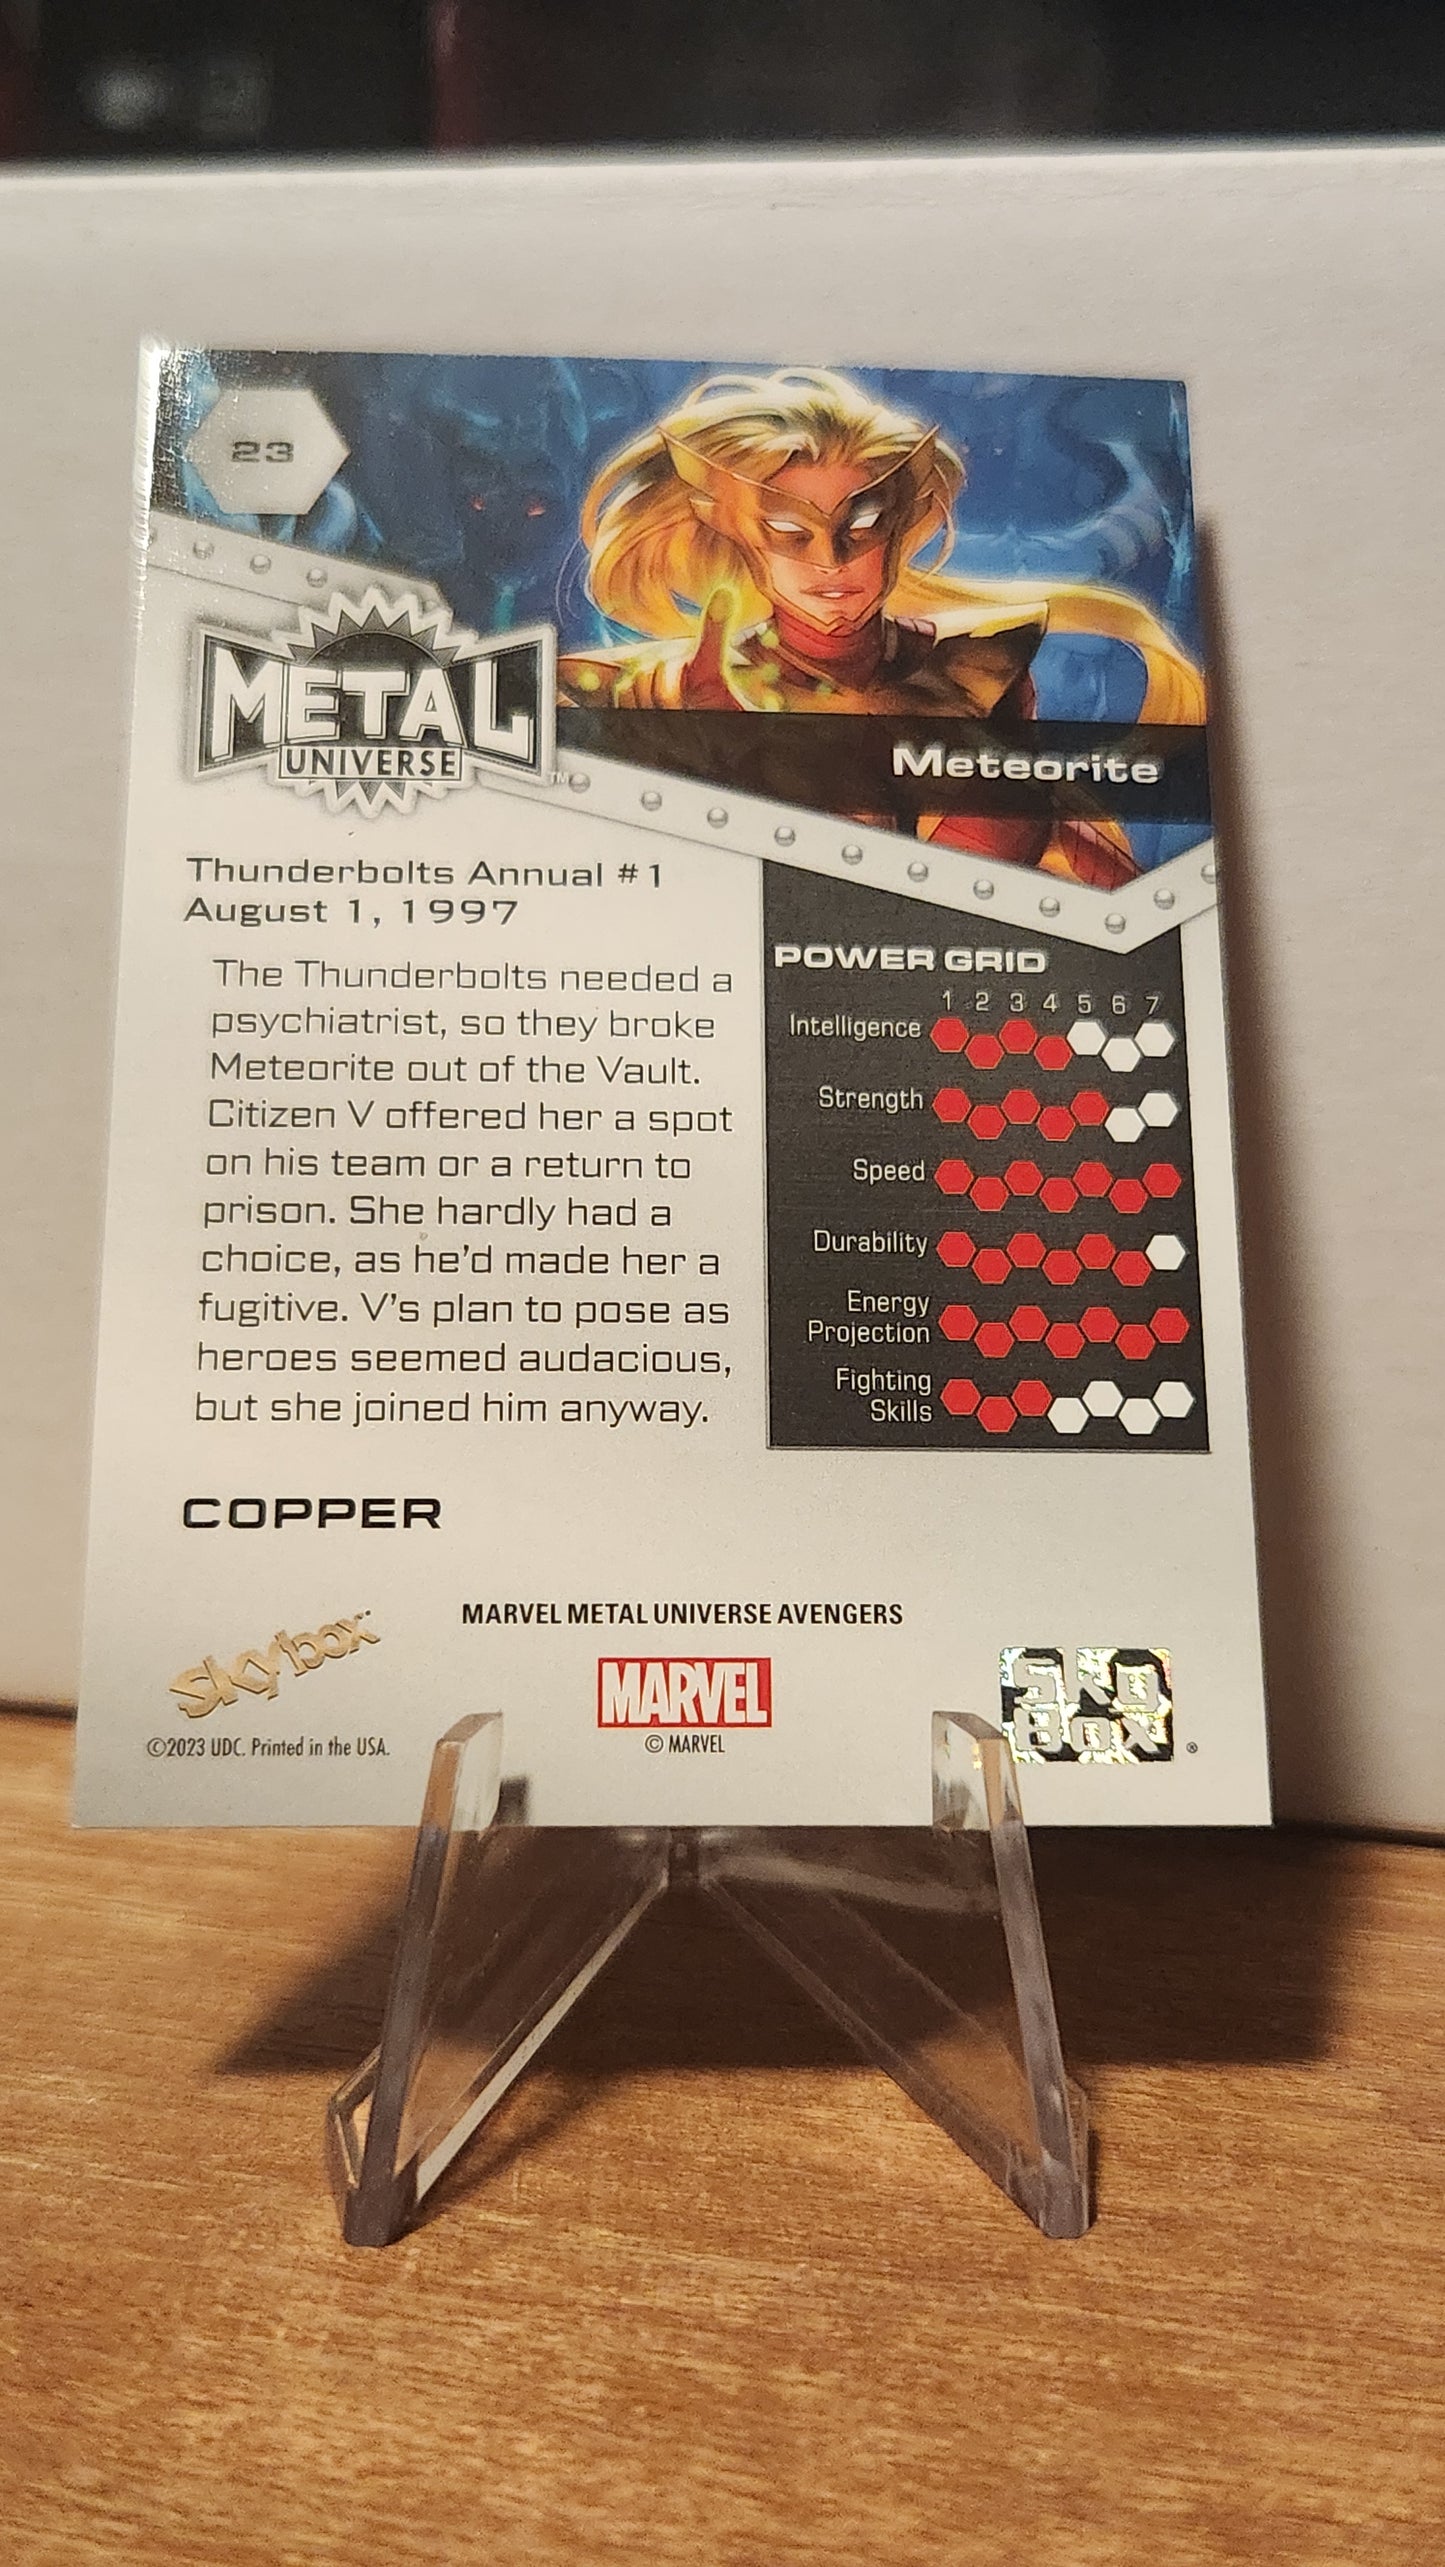 23
METAL
UNIVERSE
TM
Meteorite
Thunderbolts Annual #1
August 1, 1997
The Thunderbolts needed a
psychiatrist, so they broke
Meteorite out of the Vault.
Citizen V offered her a spot
on his team or a return to
prison. She hardly had a
choice, as he'd made her a
fugitive. V's plan to pose as
heroes seemed audacious,
but she joined him anyway.
POWER GRID
1 2 3 4 5 6 7
Intelligence
Strength
Speed
Durability
Energy
Projection
Fighting
Skills
COPPER
MARVEL METAL UNIVERSE AVENGERS
Skybox
©2023 UDC. Printed in the USA.
MARVEL
© MARVEL
Sky
Box
®